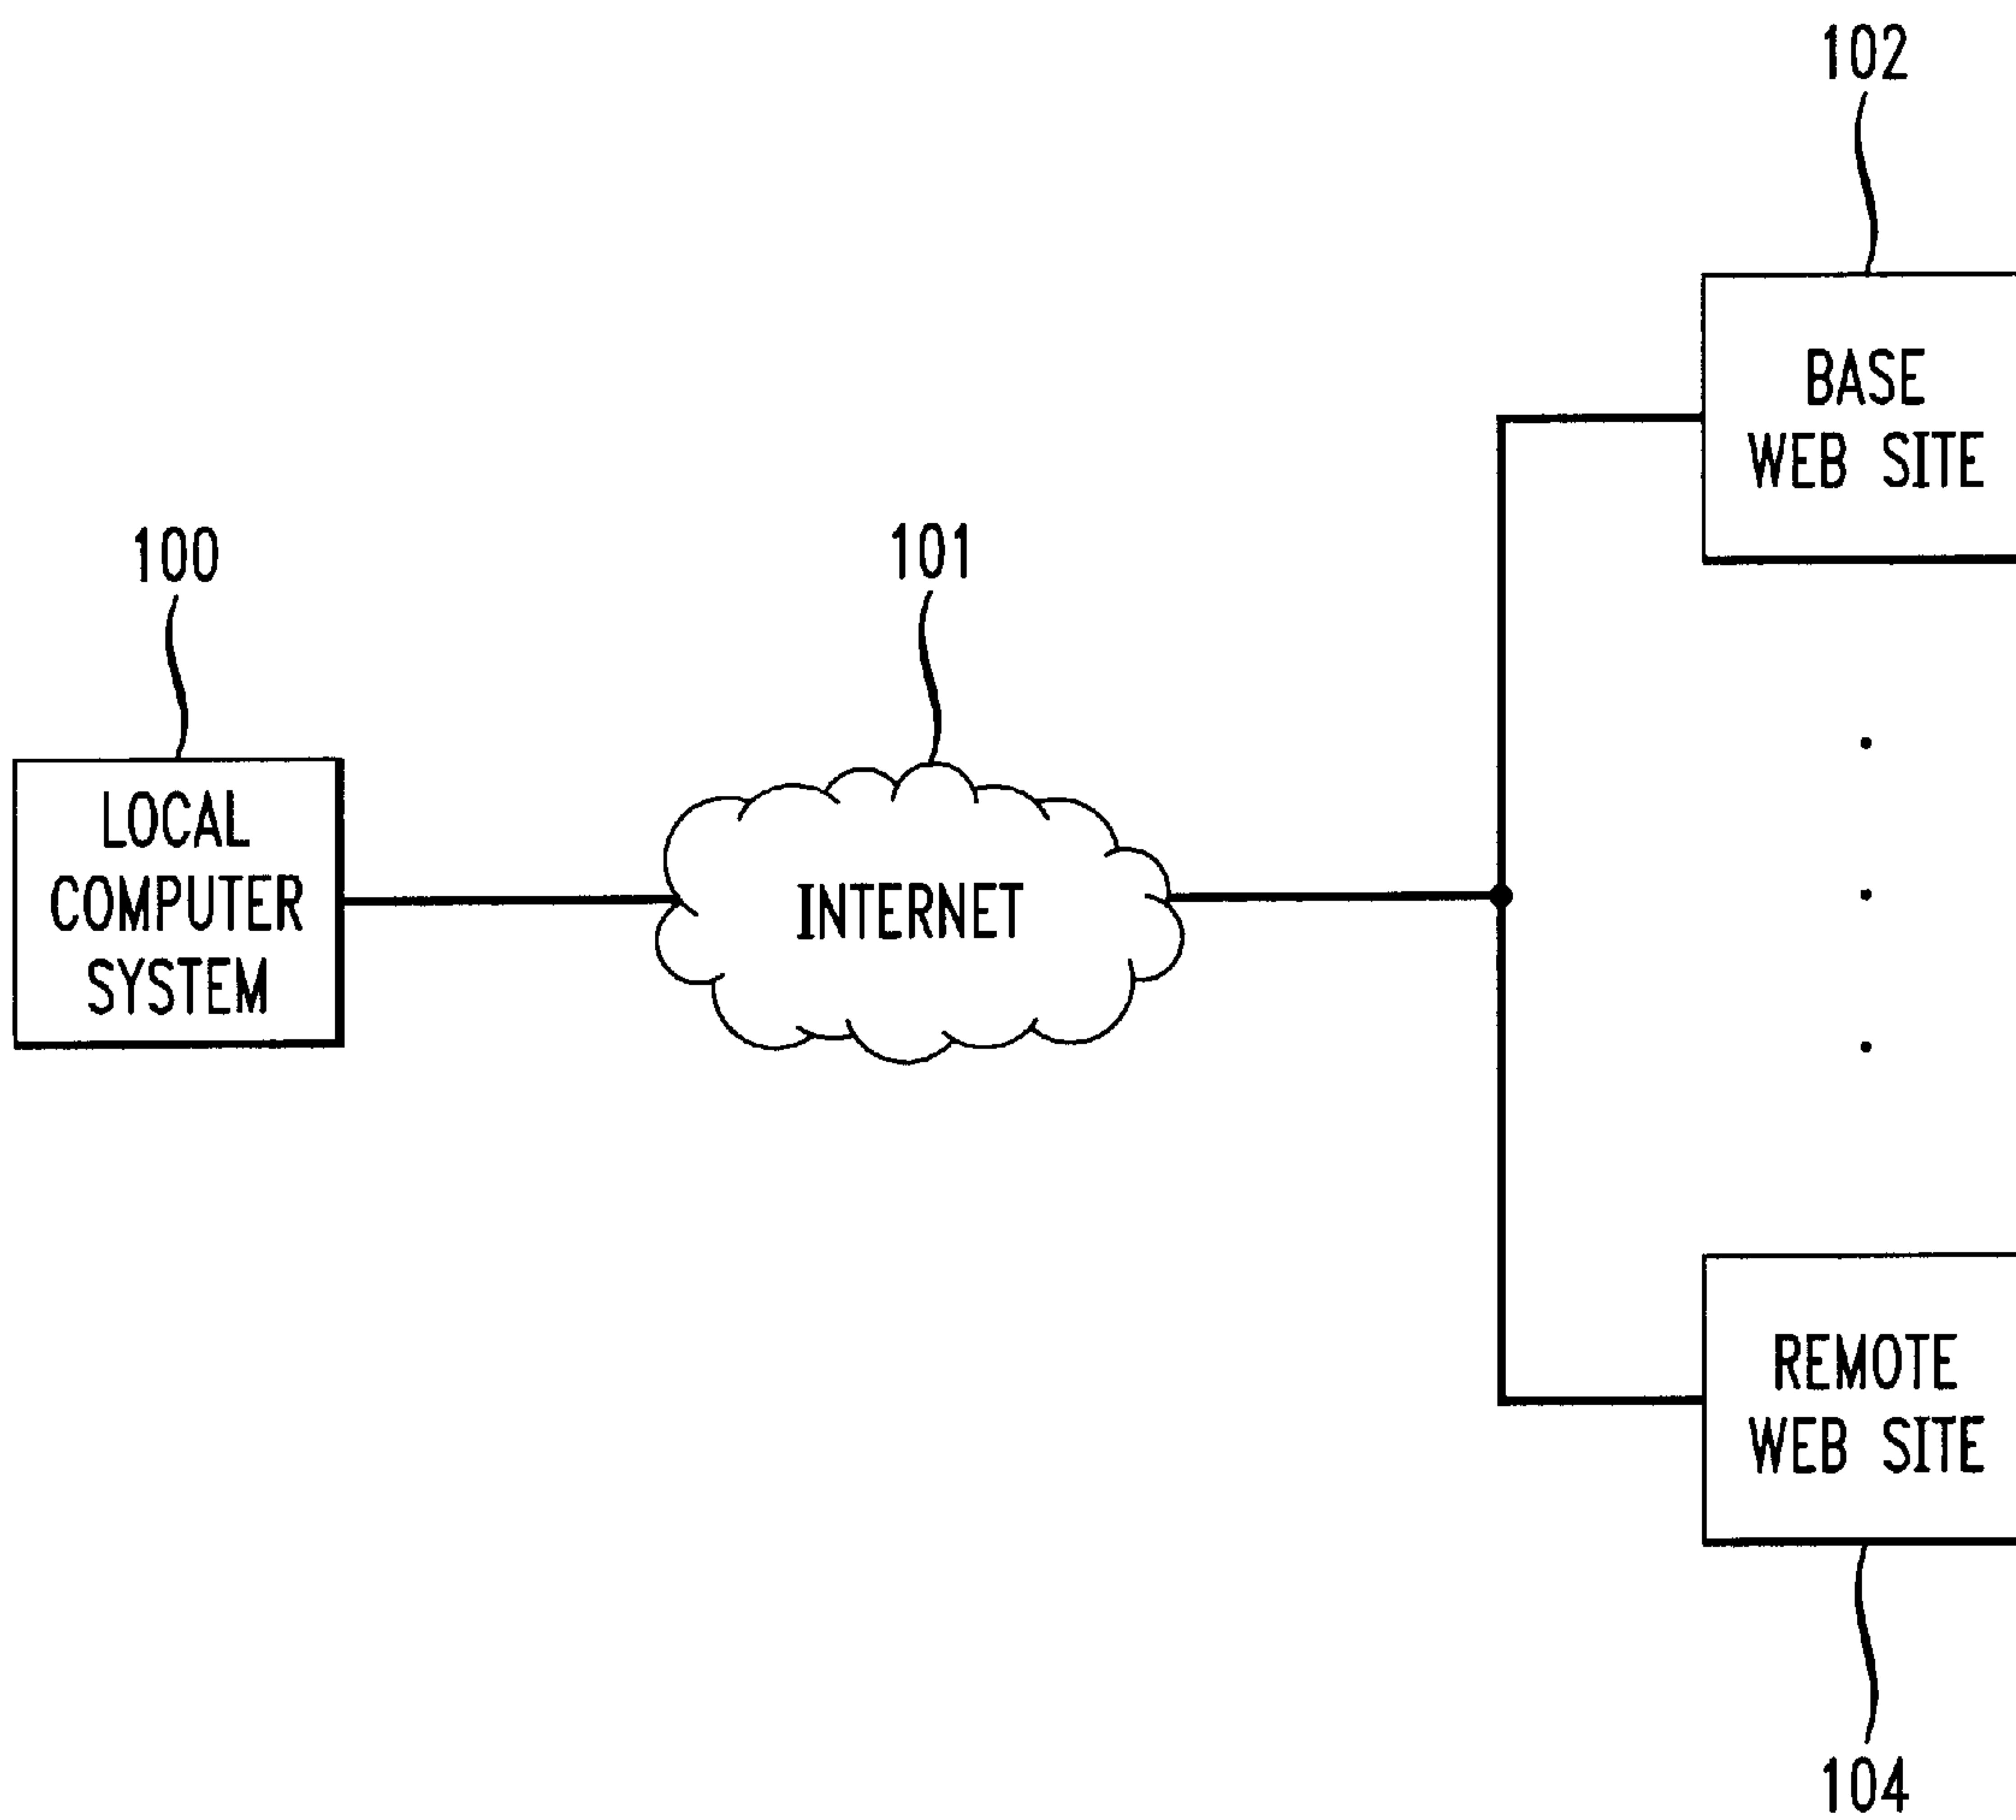 102
BASE
WEB SITE
100
101
LOCAL
COMPUTER
SYSTEM
INTERNET
REMOTE
WEB SITE
104